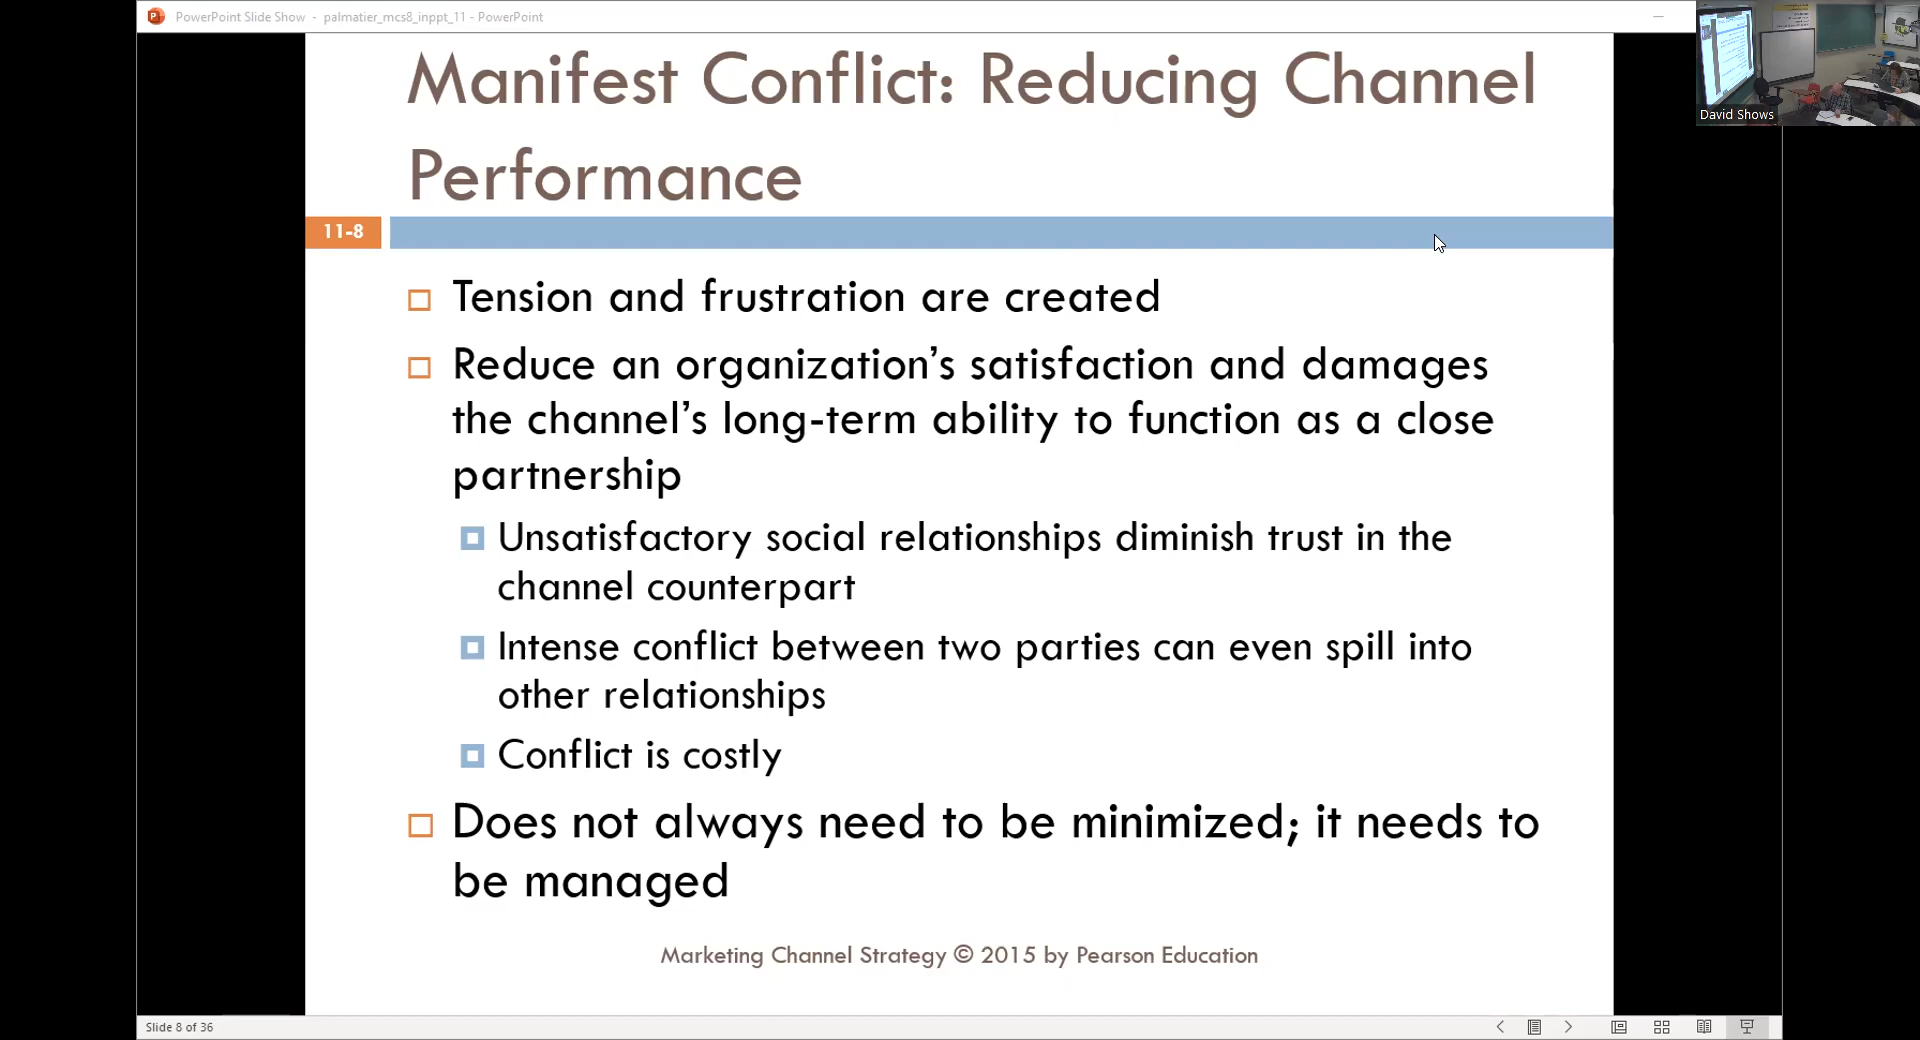 PowerPoint Slide Show - palmatier_mcs8_inppt_11 - PowerPoint
David Shows
Manifest Conflict: Reducing Channel
Performance
11-8
Tension and frustration are created
Reduce an organization’s satisfaction and damages
the channel’s long-term ability to function as a close
partnership
Unsatisfactory social relationships diminish trust in the
channel counterpart
Intense conflict between two parties can even spill into
other relationships
Conflict is costly
Does not always need to be minimized; it needs to
be managed
Marketing Channel Strategy © 2015 by Pearson Education
Slide 8 of 36